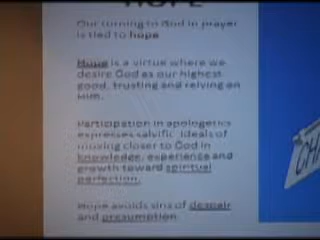 HOPE
Our turning to God in prayer
is tied to hope
Hope is a virtue where we
desire God as our highest
good, trusting and relying on
Him.
Participation in apologetics
expresses salvific ideals of
moving closer to God in
knowledge, experience and
growth toward spiritual
perfection.
Hope avoids sins of despair
and presumption.
CHA